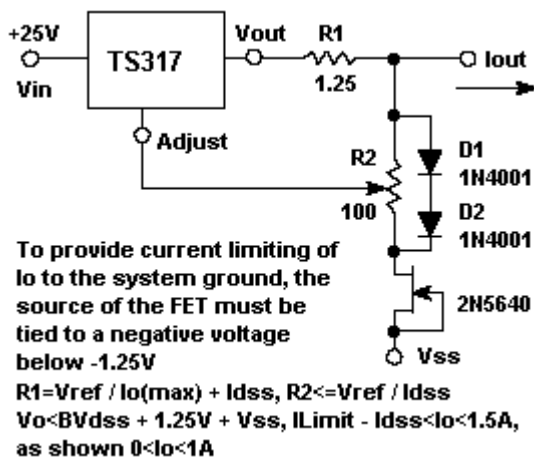 +25V
Vin
TS317
Vout
R1
1.25
Iout
Adjust
R2
100
D1
1N4001
D2
1N4001
2N5640
Vss
To provide current limiting of
Io to the system ground, the
source of the FET must be
tied to a negative voltage
below -1.25V
R1=Vref / Io(max) + Idss, R2<=Vref / Idss
Vo<BVdss + 1.25V + Vss, ILimit - Idss<Io<1.5A,
as shown 0<Io<1A